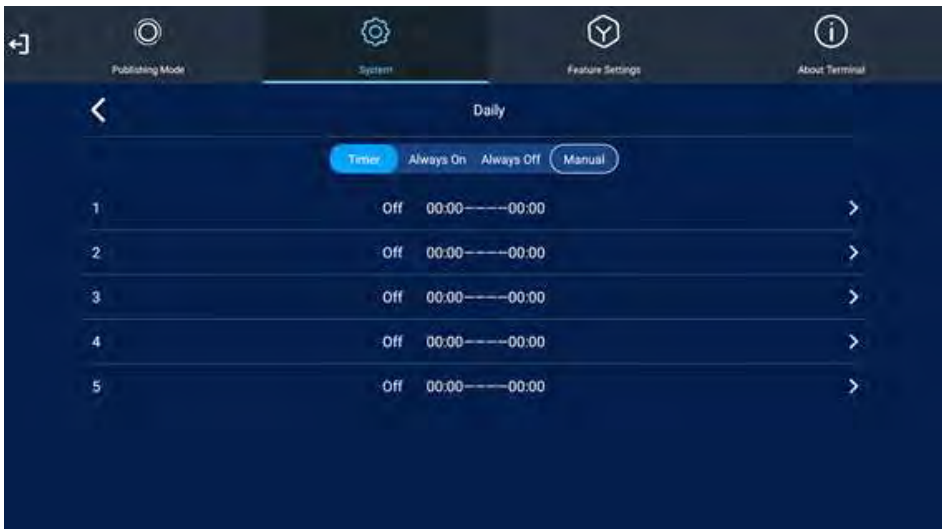 Publishing Mode System Feature Settings About Terminal
Daily
Timer Always On Always Off Manual
1 Off 00:00----00:00
2 Off 00:00----00:00
3 Off 00:00----00:00
4 Off 00:00----00:00
5 Off 00:00----00:00